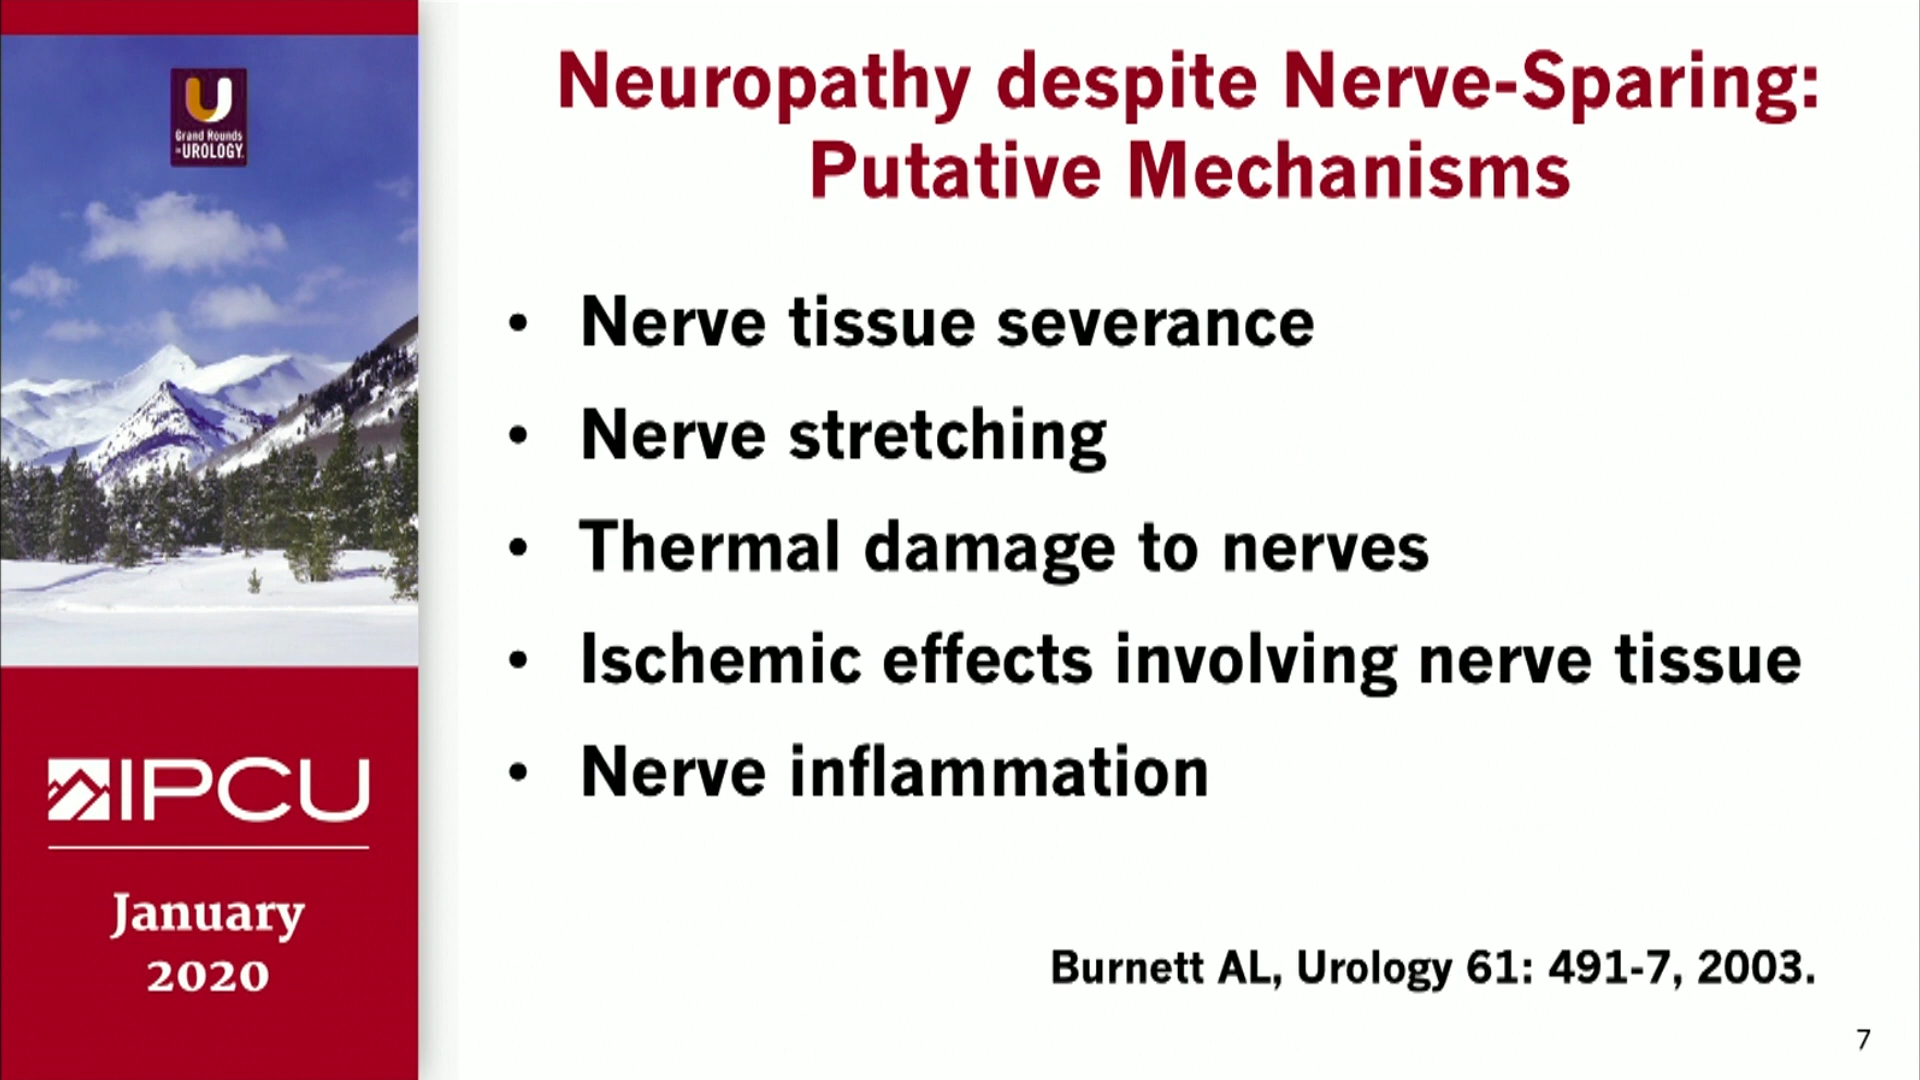 Grand Rounds
in UROLOGY
IPCU
January
2020
Neuropathy despite Nerve-Sparing:
Putative Mechanisms
• Nerve tissue severance
• Nerve stretching
• Thermal damage to nerves
• Ischemic effects involving nerve tissue
• Nerve inflammation
Burnett AL, Urology 61: 491-7, 2003.
7